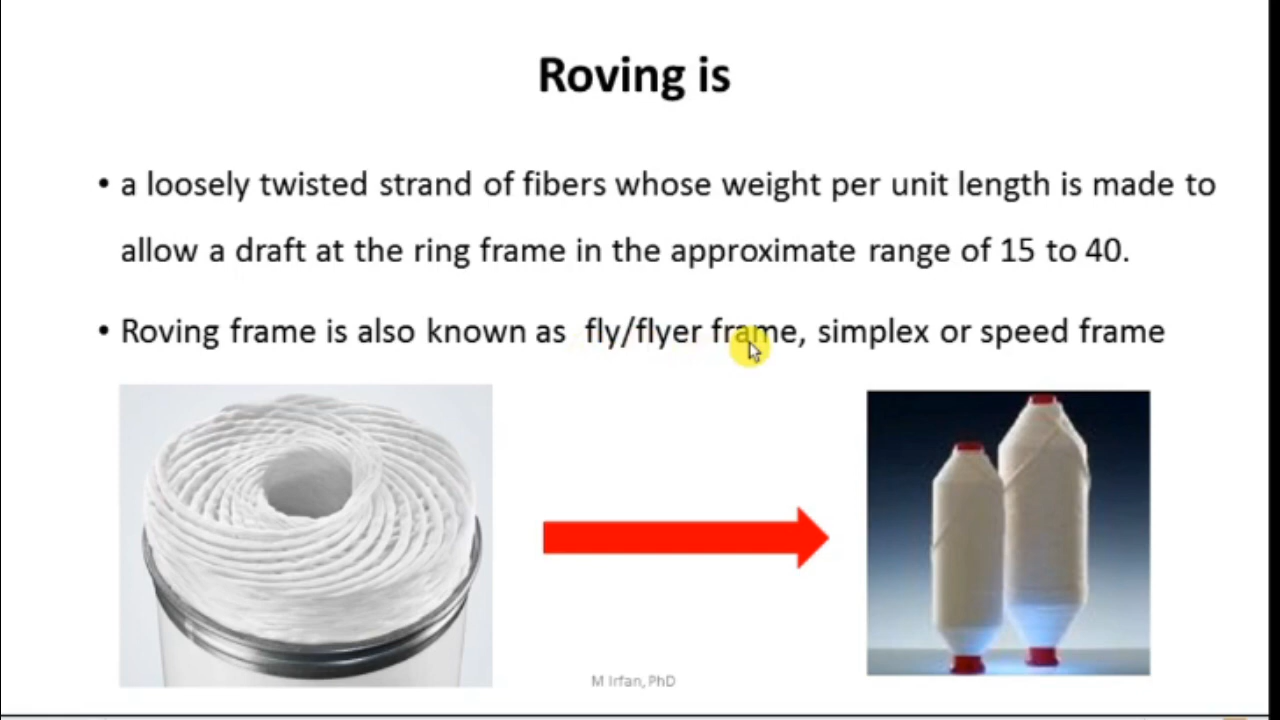 Roving is
• a loosely twisted strand of fibers whose weight per unit length is made to
allow a draft at the ring frame in the approximate range of 15 to 40.
• Roving frame is also known as fly/flyer frame, simplex or speed frame
M Irfan, PhD